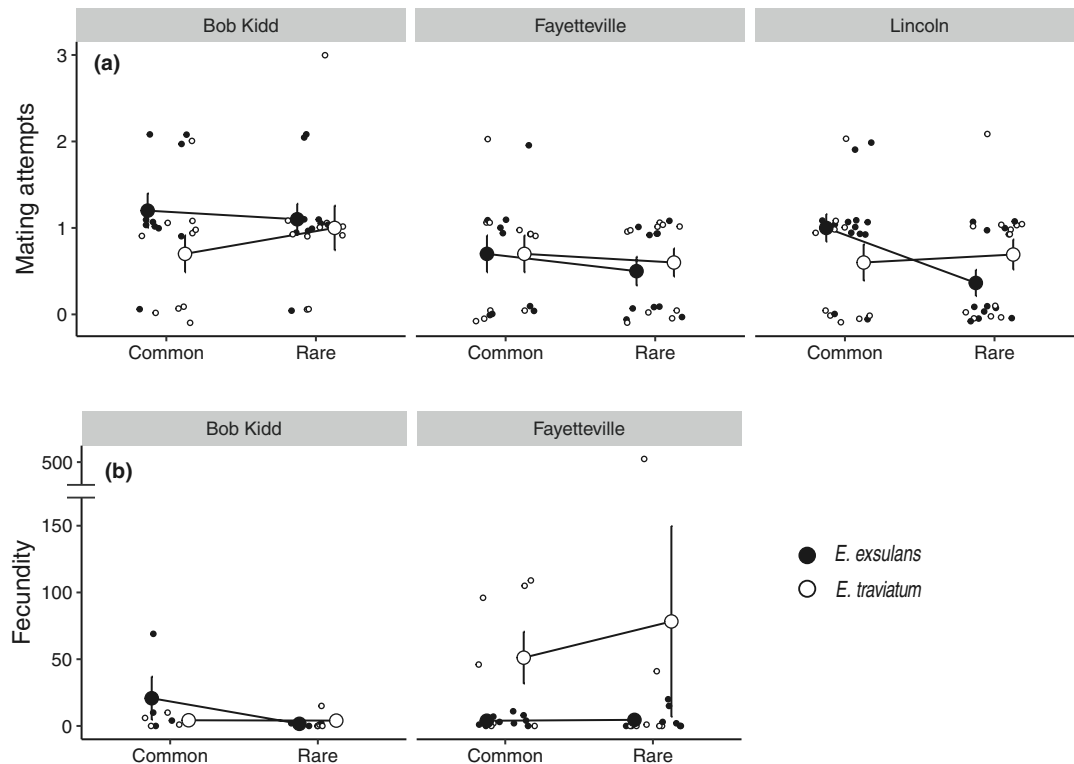 Bob Kidd Fayetteville Lincoln
(a)
Mating attempts
3
2
1
0
Common Rare Common Rare Common Rare
Bob Kidd Fayetteville
(b)
Fecundity
500
150
100
50
0
E. exsulans
E. traviatum
Common Rare Common Rare